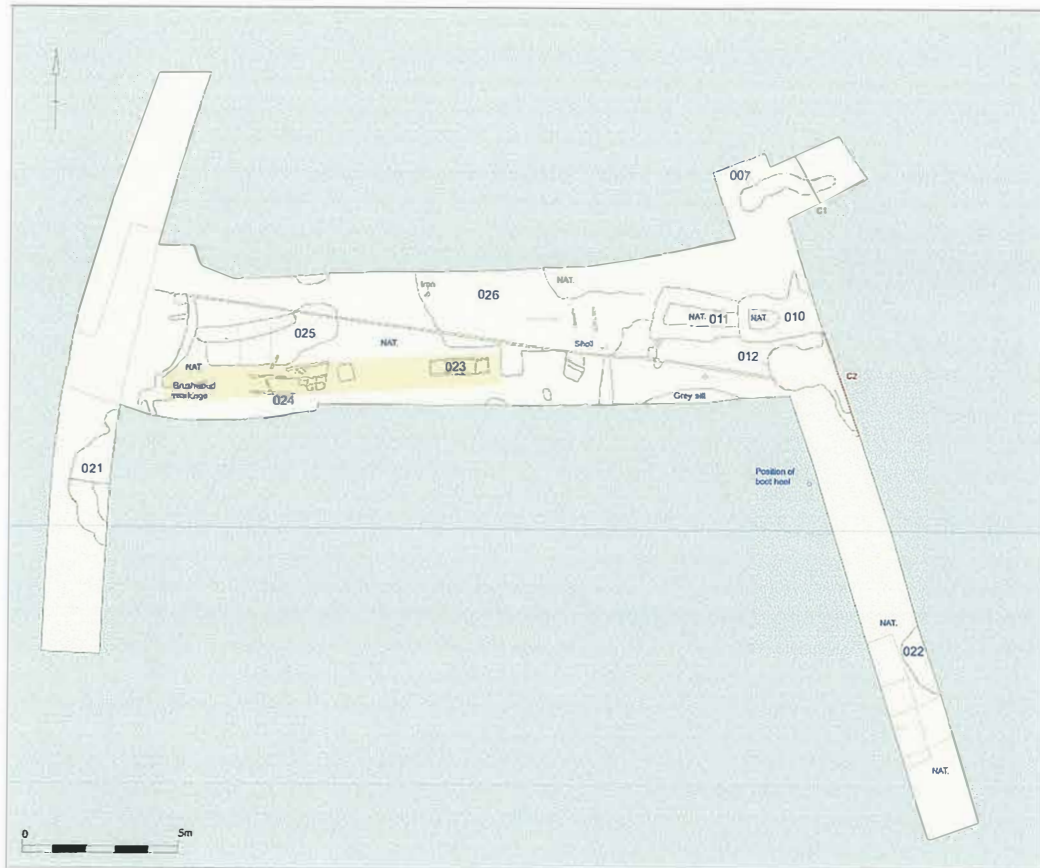 007
C1
Iron
026
NAT.
NAT.
011
NAT.
010
025
NAT.
Shell
012
NAT
023
C2
Brushwood
markings
024
Grey silt
021
Position of
boot heel
NAT.
022
NAT.
0
5m